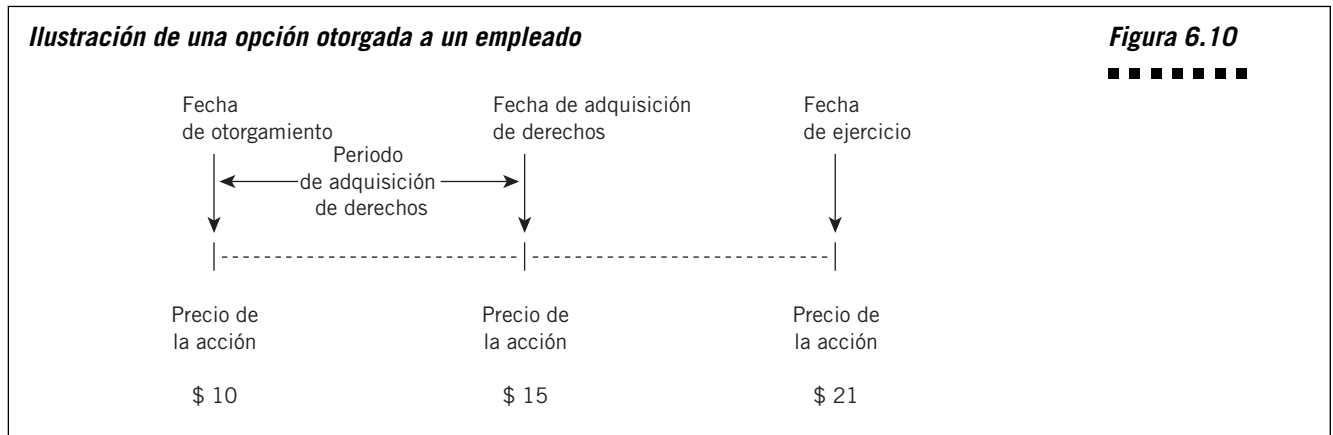 Ilustración de una opción otorgada a un empleado
Figura 6.10
Fecha
de otorgamiento
Fecha de adquisición
de derechos
Fecha
de ejercicio
Periodo
de adquisición
de derechos
Precio de
la acción
$ 10
Precio de
la acción
$ 15
Precio de
la acción
$ 21